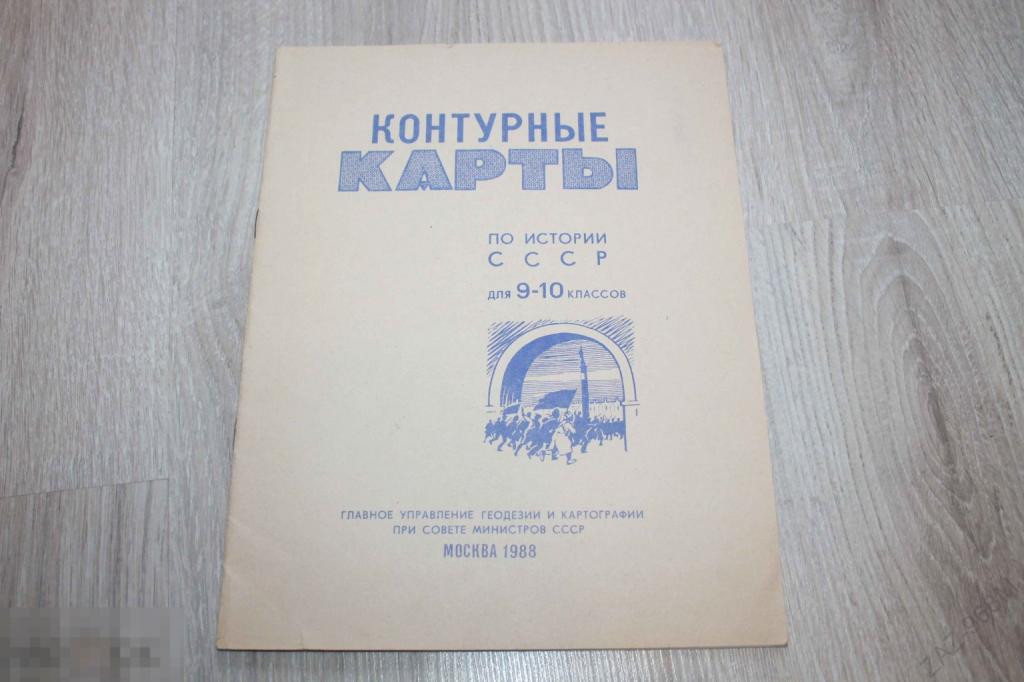 КОНТУРНЫЕ
КАРТЫ
ПО ИСТОРИИ
СССР
ДЛЯ 9-10 КЛАССОВ
ГЛАВНОЕ УПРАВЛЕНИЕ ГЕОДЕЗИИ И КАРТОГРАФИИ
ПРИ СОВЕТЕ МИНИСТРОВ СССР
МОСКВА 1988